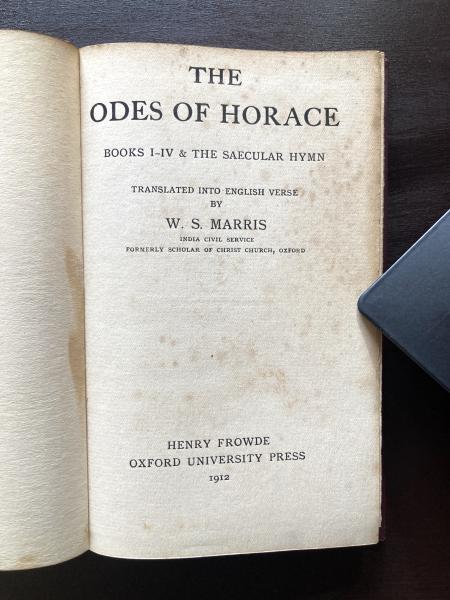 THE
ODES OF HORACE
BOOKS I–IV & THE SAECULAR HYMN
TRANSLATED INTO ENGLISH VERSE
BY
W. S. MARRIS
INDIA CIVIL SERVICE
FORMERLY SCHOLAR OF CHRIST CHURCH, OXFORD
HENRY FROWDE
OXFORD UNIVERSITY PRESS
1912